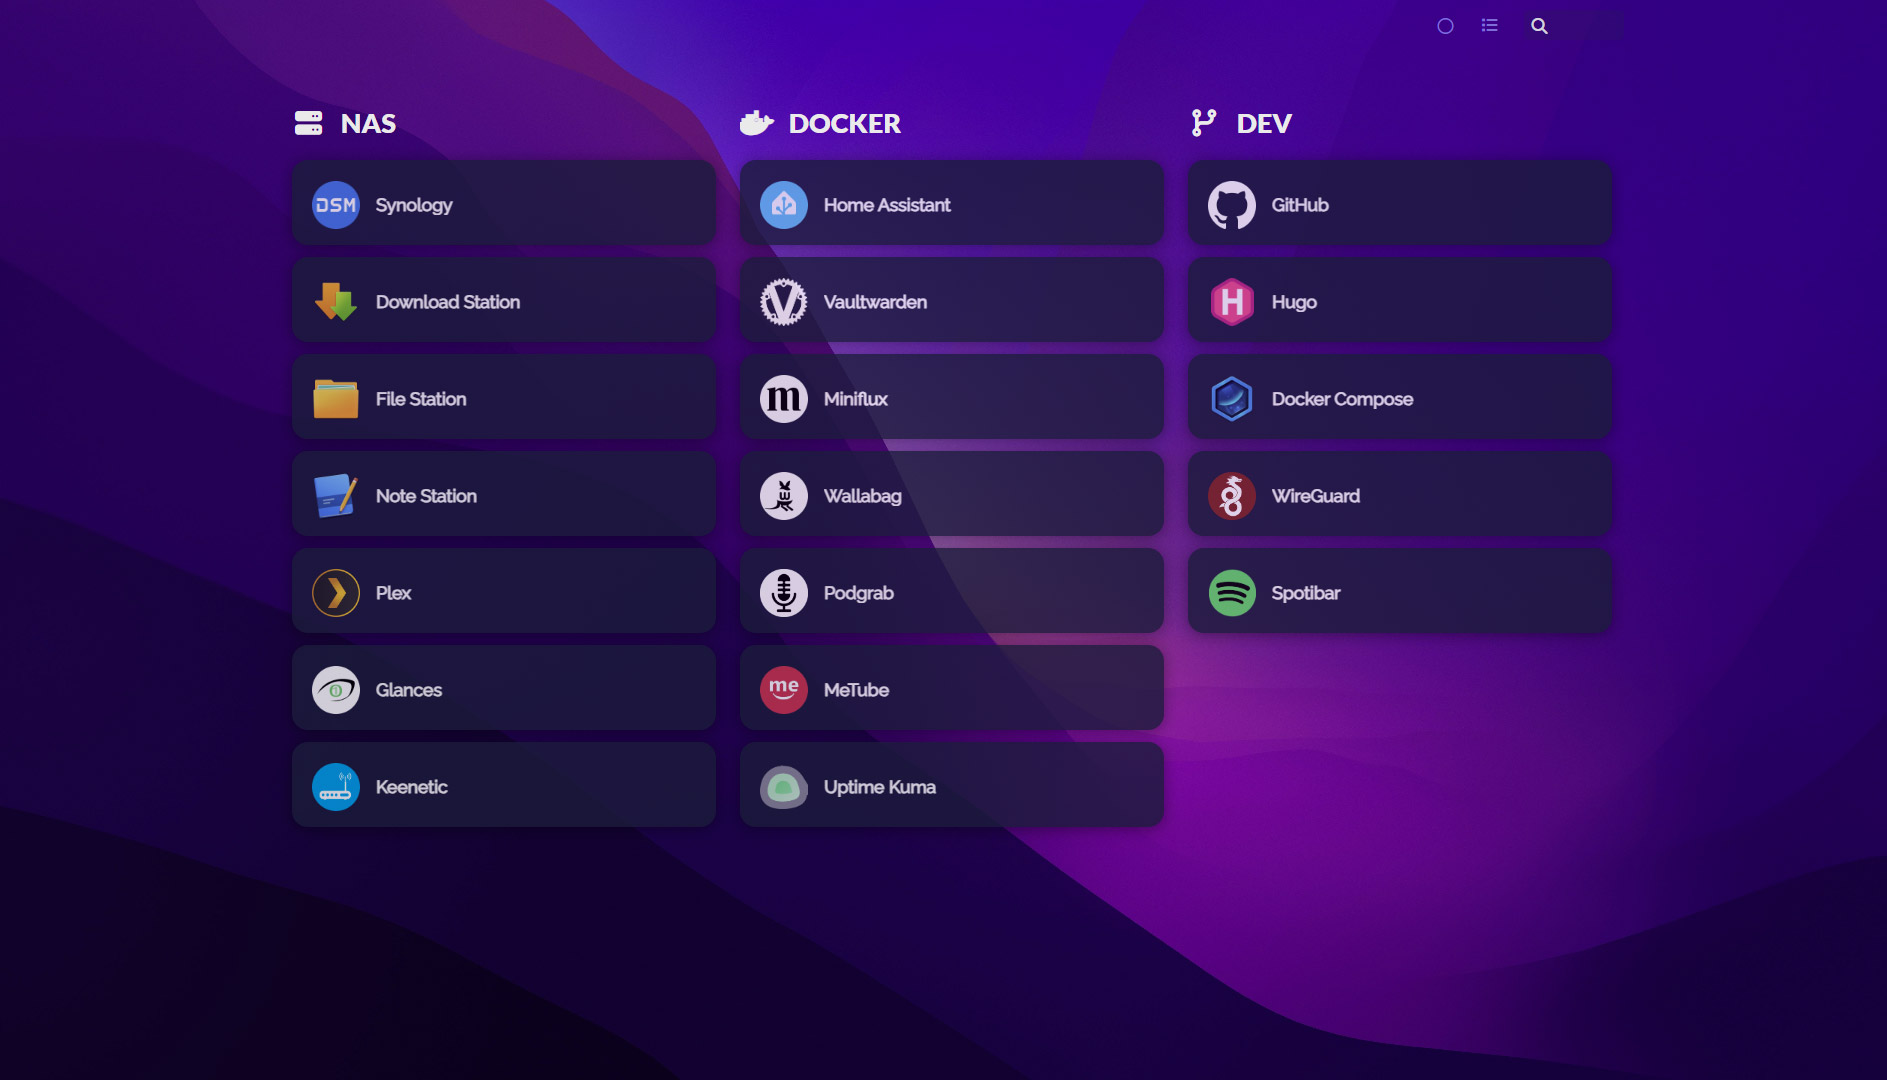 NAS
DSM Synology
Download Station
File Station
Note Station
Plex
Glances
Keenetic
DOCKER
Home Assistant
V Vaultwarden
m Miniflux
Wallabag
Podgrab
me MeTube
Uptime Kuma
DEV
GitHub
H Hugo
Docker Compose
WireGuard
Spotibar